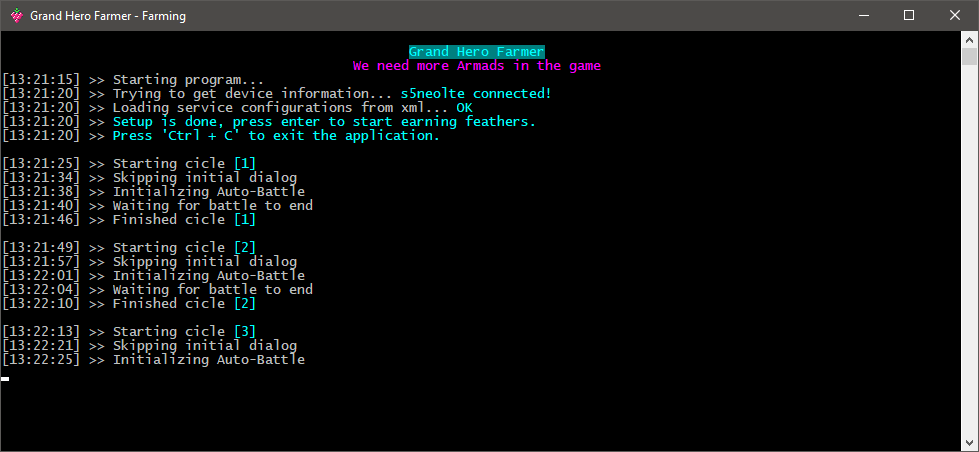 Grand Hero Farmer - Farming
Grand Hero Farmer
We need more Armads in the game
[13:21:15] >> Starting program...
[13:21:20] >> Trying to get device information... s5neolte connected!
[13:21:20] >> Loading service configurations from xml... OK
[13:21:20] >> Setup is done, press enter to start earning feathers.
[13:21:20] >> Press 'Ctrl + C' to exit the application.
[13:21:25] >> Starting cicle [1]
[13:21:34] >> Skipping initial dialog
[13:21:38] >> Initializing Auto-Battle
[13:21:40] >> Waiting for battle to end
[13:21:46] >> Finished cicle [1]
[13:21:49] >> Starting cicle [2]
[13:21:57] >> Skipping initial dialog
[13:22:01] >> Initializing Auto-Battle
[13:22:04] >> Waiting for battle to end
[13:22:10] >> Finished cicle [2]
[13:22:13] >> Starting cicle [3]
[13:22:21] >> Skipping initial dialog
[13:22:25] >> Initializing Auto-Battle